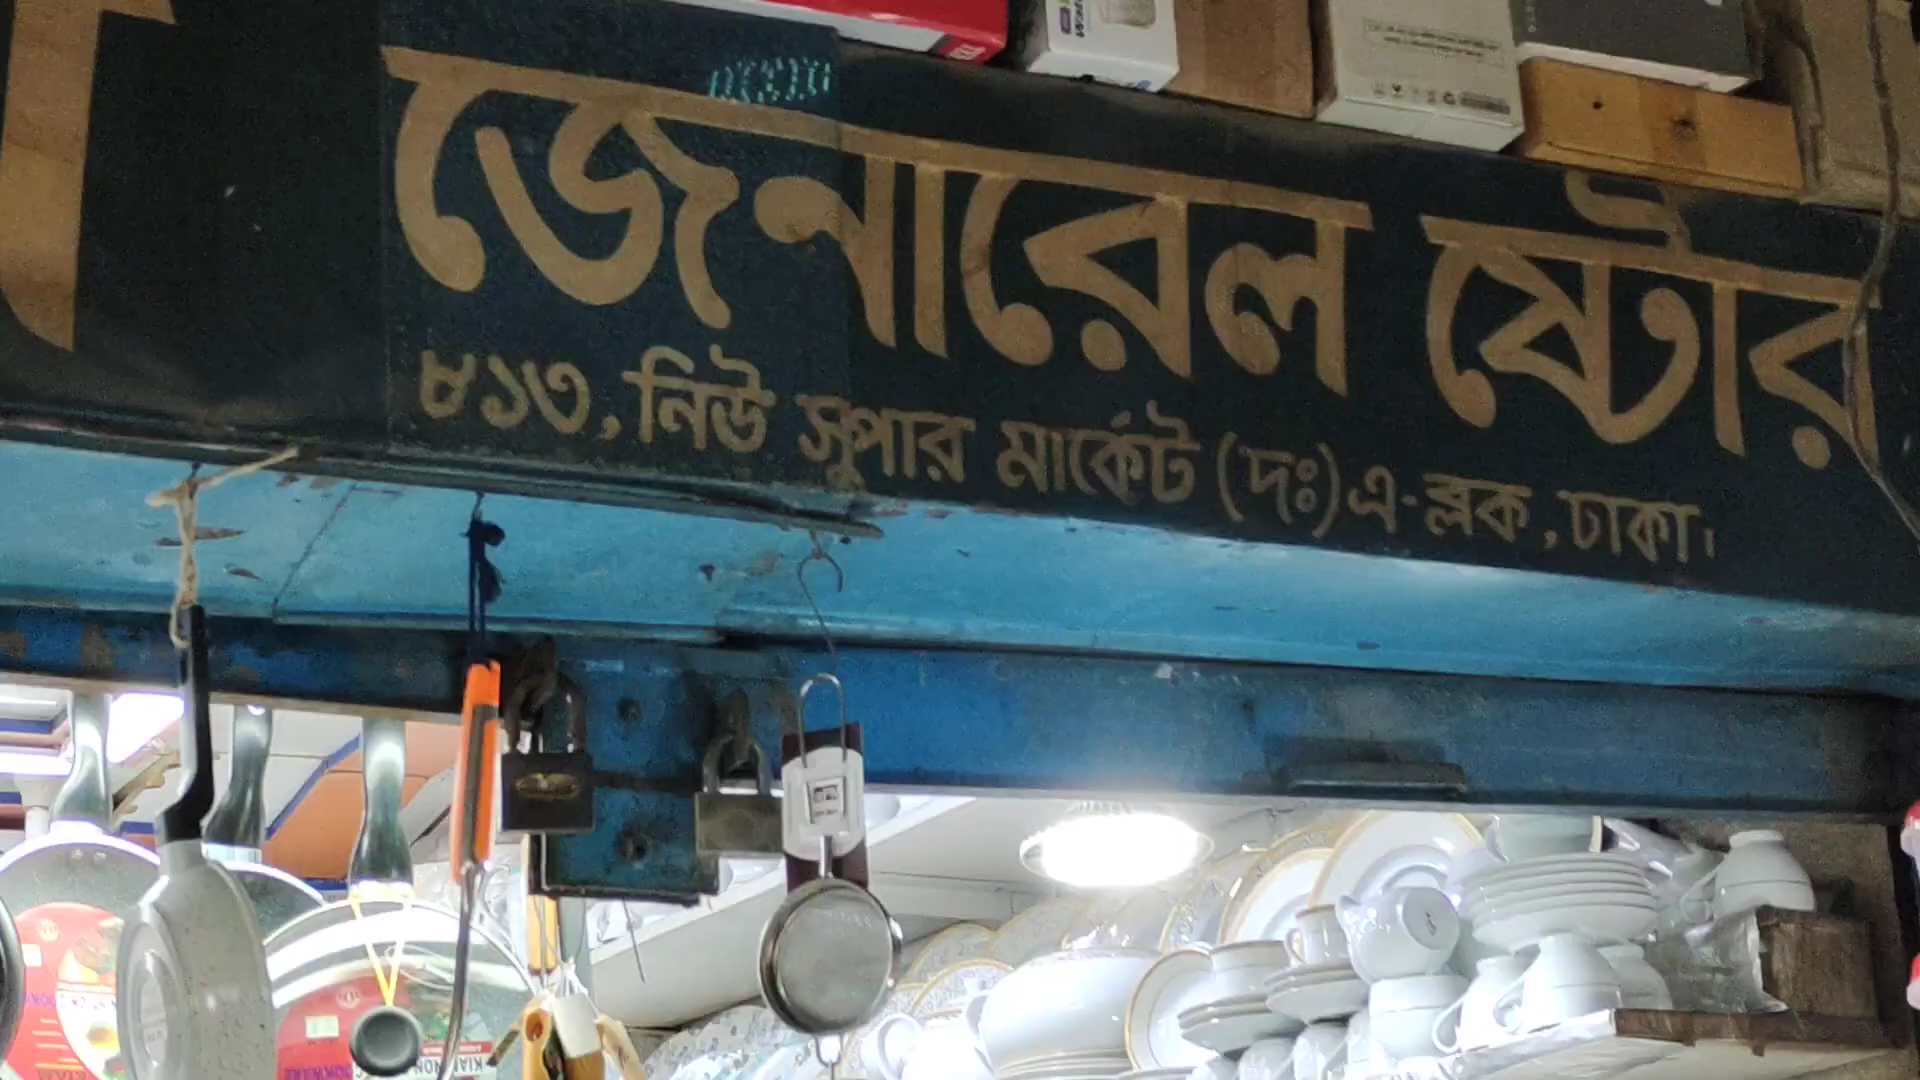 জেনারেল ষ্টোর
৮১৩, নিউ সুপার মার্কেট (দঃ) এ-ব্লক, ঢাকা।